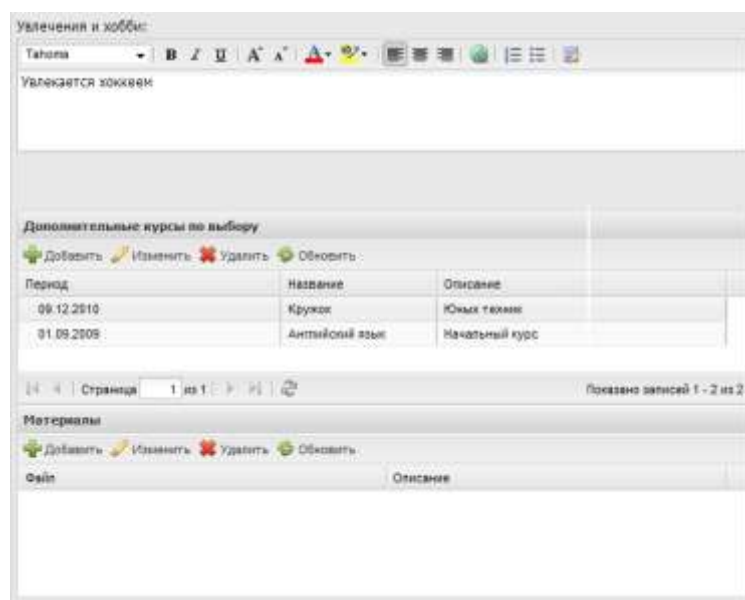 Увлечения и хобби:
Tahoma B I U A A A
Увлекается хоккеем
Дополнительные курсы по выбору
Добавить Изменить Удалить Обновить
Период Название Описание
09.12.2010 Кружок Юных техник
01.09.2009 Английский язык Начальный курс
Страница 1 из 1 Показано записей 1 - 2 из 2
Материалы
Добавить Изменить Удалить Обновить
Файл Описание